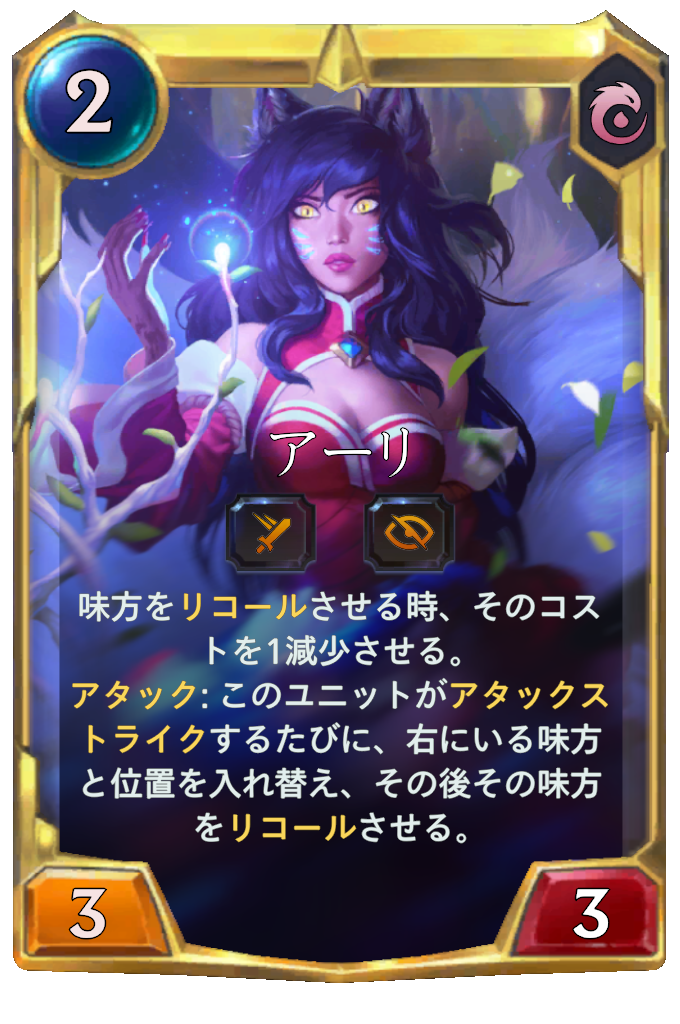 2
アーリ
味方をリコールさせる時、そのコス
トを1減少させる。
アタック: このユニットがアタックス
トライクするたびに、右にいる味方
と位置を入れ替え、その後その味方
をリコールさせる。
3
3